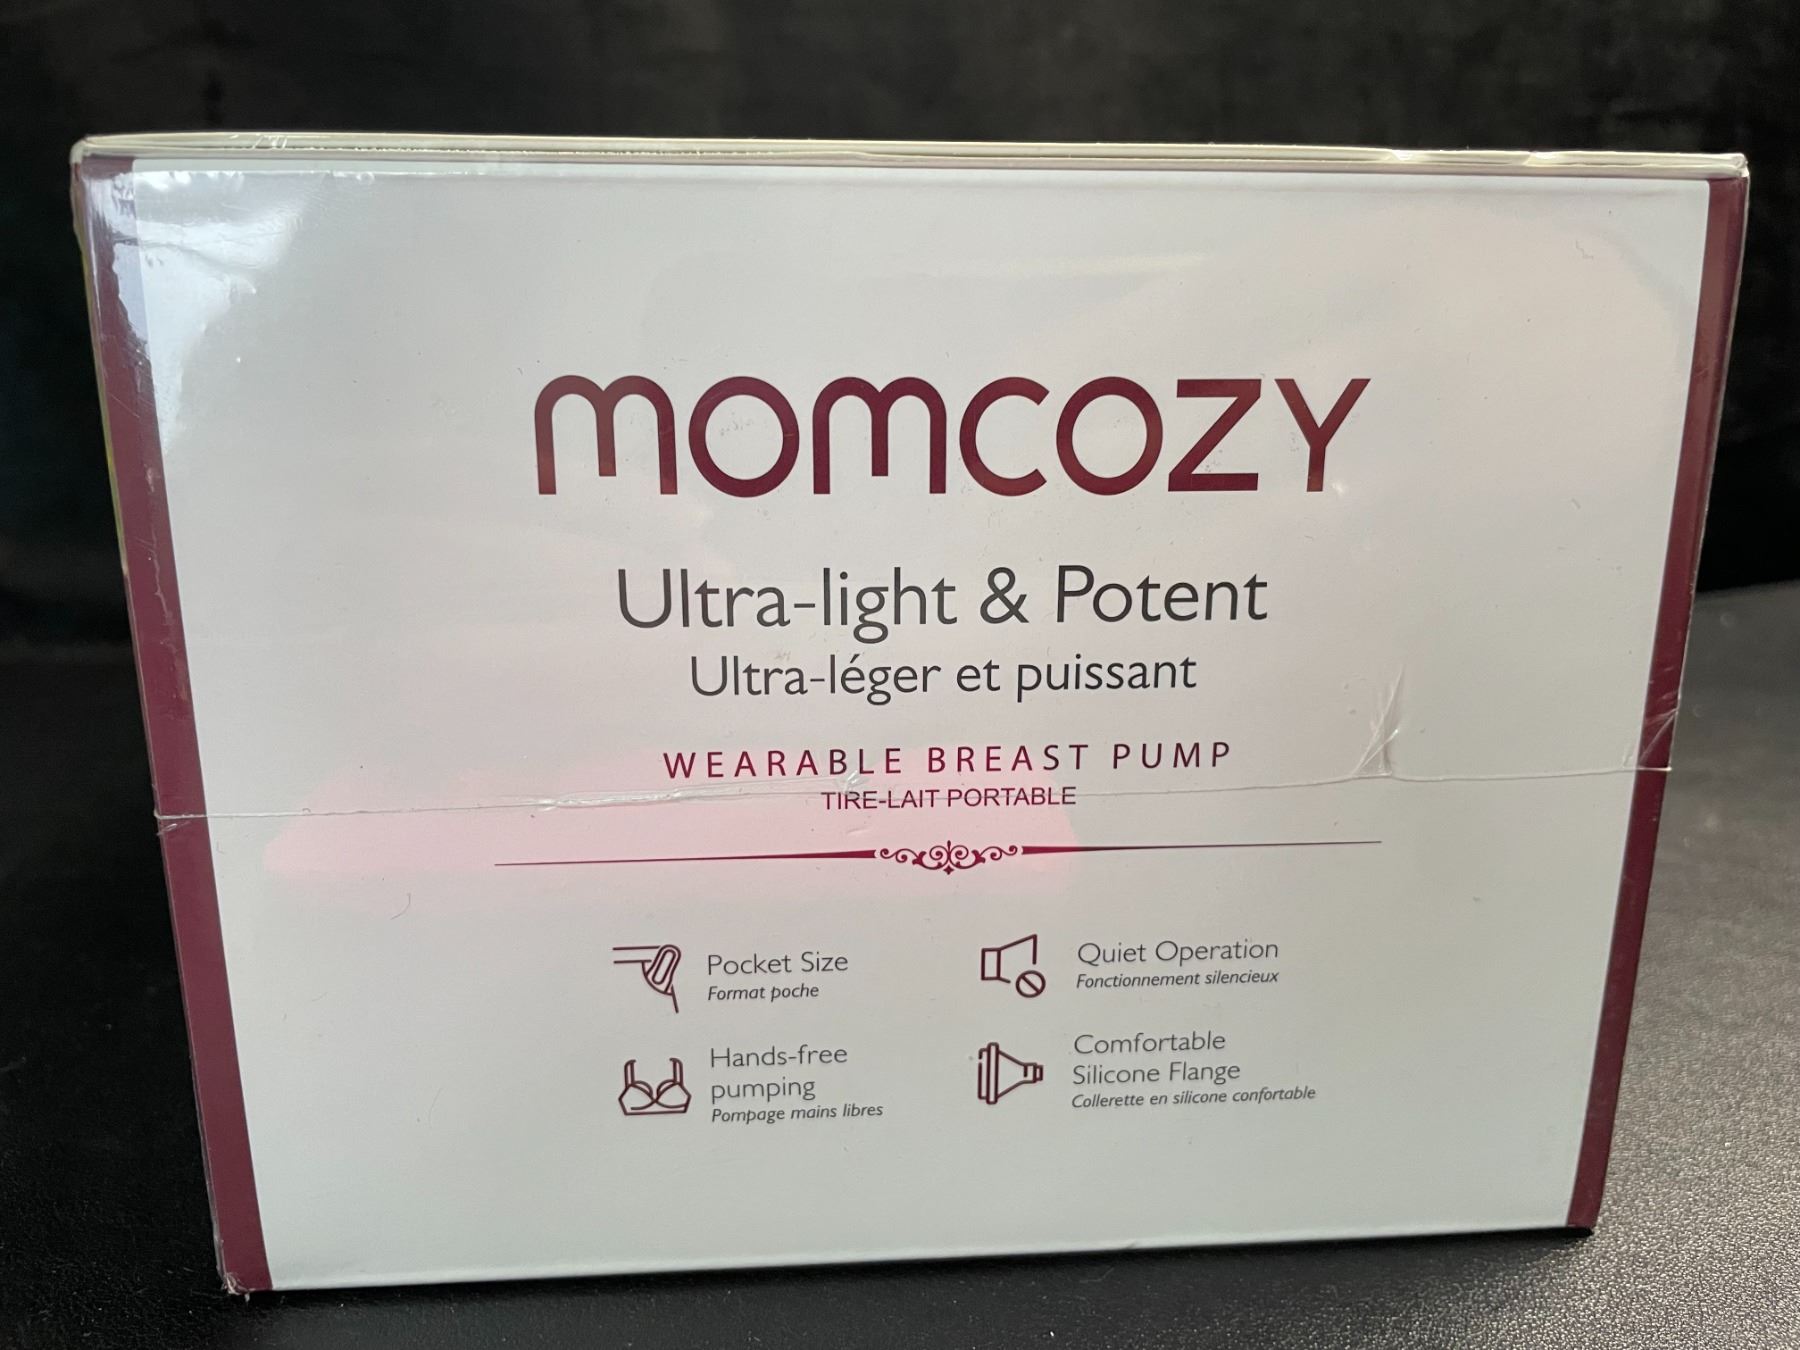 momcozy
Ultra-light & Potent
Ultra-léger et puissant
WEARABLE BREAST PUMP
TIRE-LAIT PORTABLE
Pocket Size
Format poche
Quiet Operation
Fonctionnement silencieux
Hands-free
pumping
Pompage mains libres
Comfortable
Silicone Flange
Collerette en silicone confortable